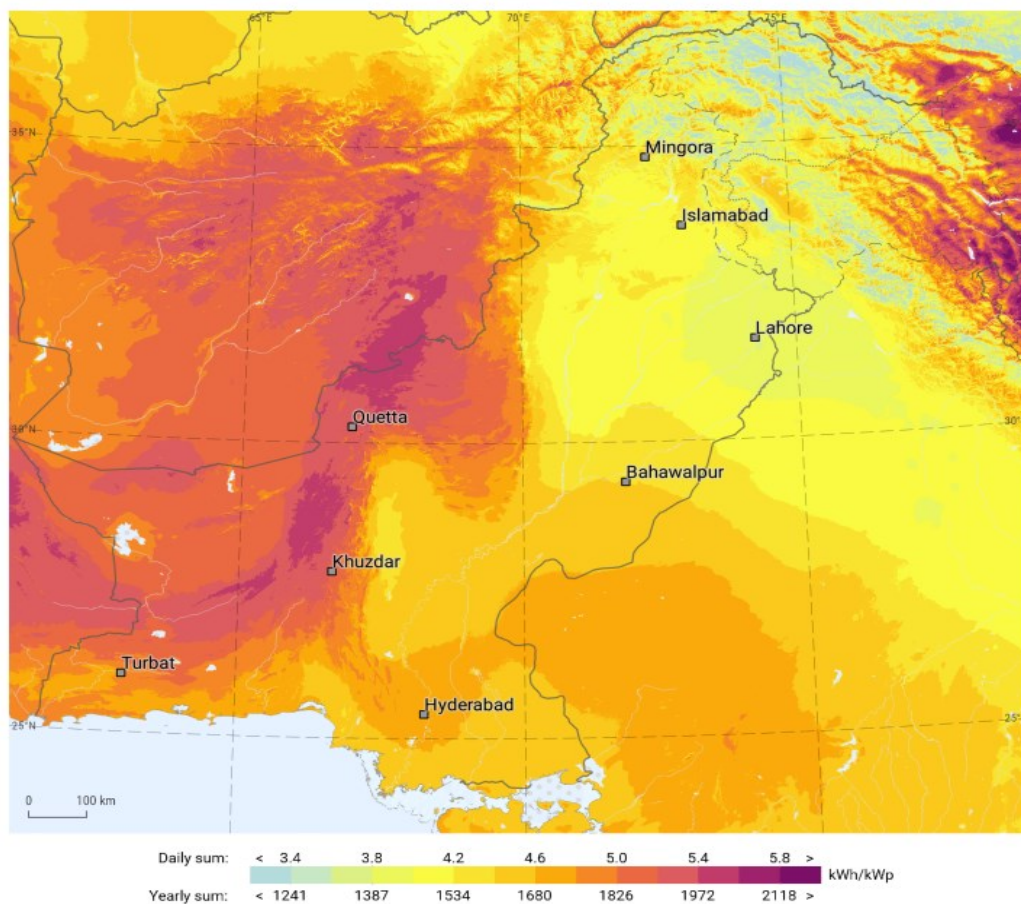 65°E 70°E 75°E
35°N
Mingora
Islamabad
Lahore
Quetta
30°N 30°
Bahawalpur
Khuzdar
Turbat
Hyderabad
25°N 25°
0 100 km
Daily sum: < 3.4 3.8 4.2 4.6 5.0 5.4 5.8 >
kWh/kWp
Yearly sum: < 1241 1387 1534 1680 1826 1972 2118 >